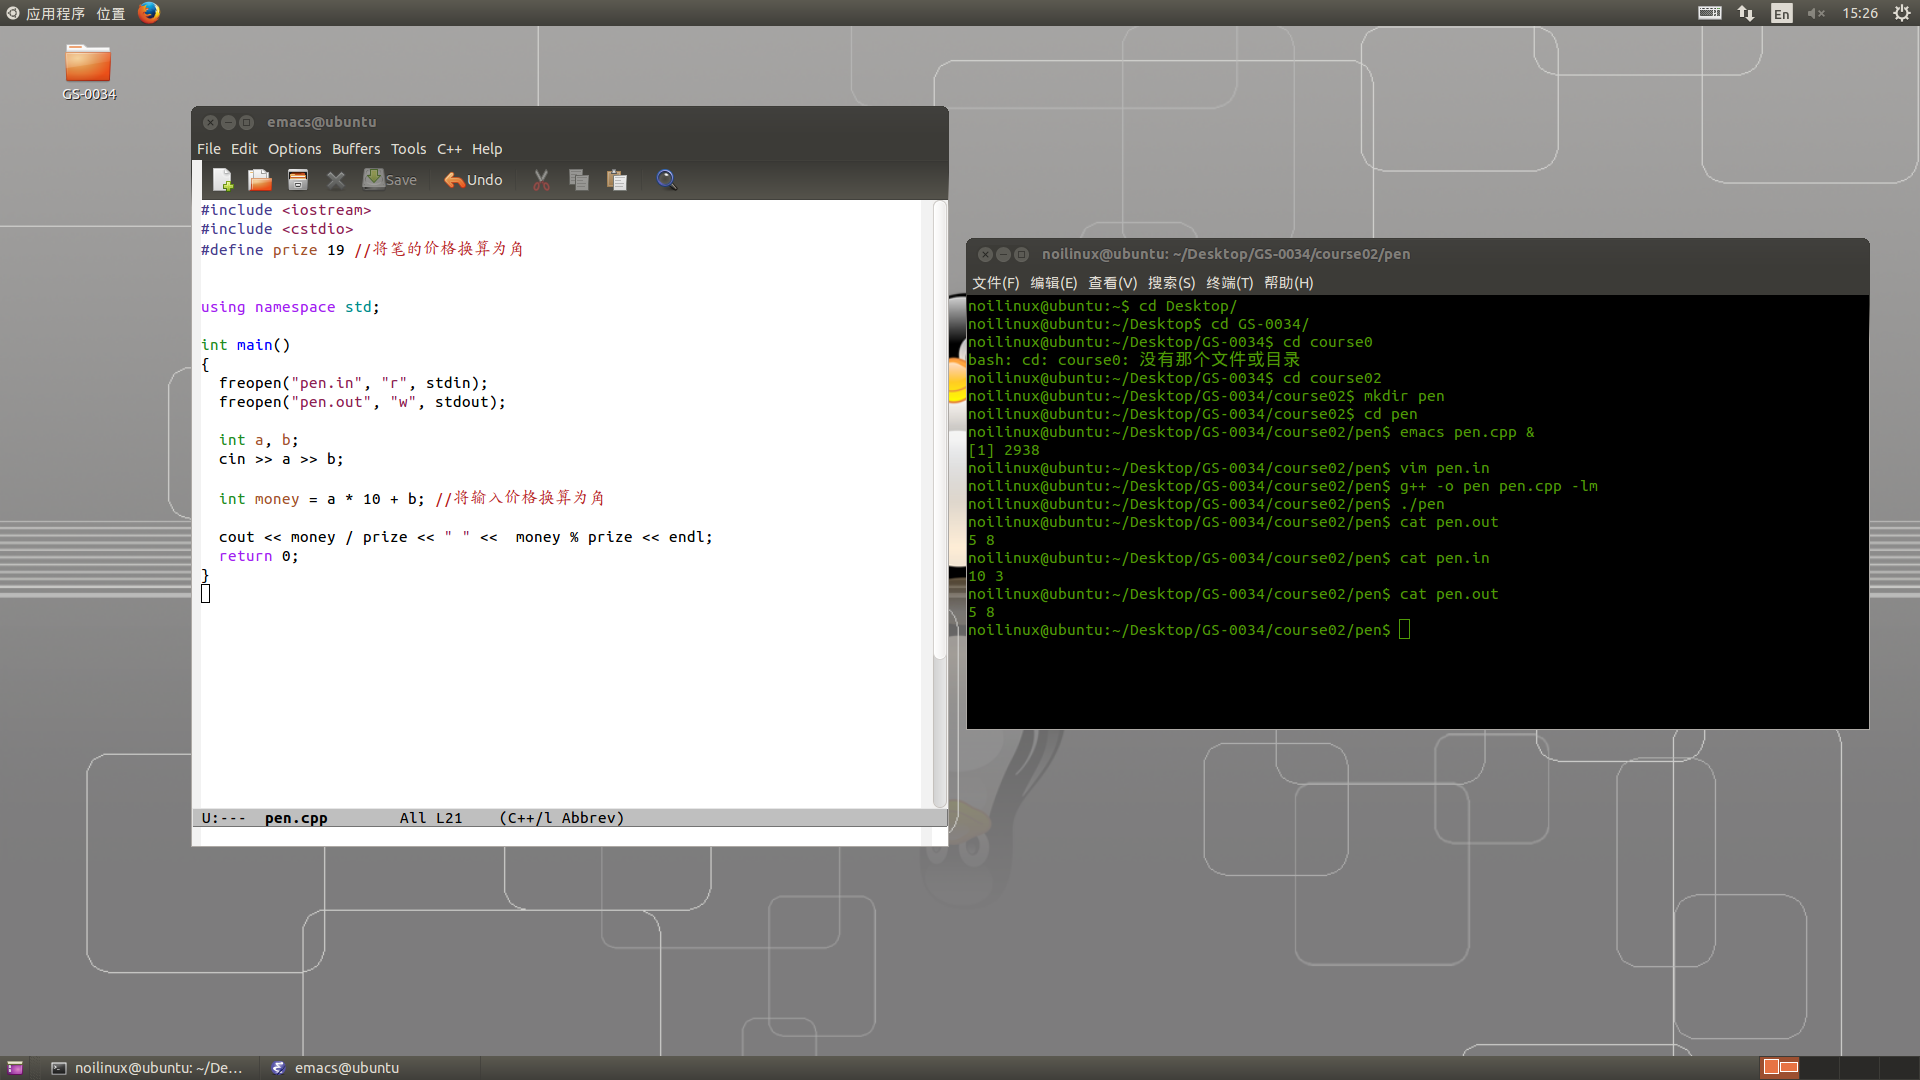 应用程序 位置
En 15:26
GS-0034
emacs@ubuntu
File Edit Options Buffers Tools C++ Help
Save Undo
#include <iostream>
#include <cstdio>
#define prize 19 //将笔的价格换算为角
using namespace std;
int main()
{
freopen("pen.in", "r", stdin);
freopen("pen.out", "w", stdout);
int a, b;
cin >> a >> b;
int money = a * 10 + b; //将输入价格换算为角
cout << money / prize << " " <<  money % prize << endl;
return 0;
}
U:--- pen.cpp All L21 (C++/l Abbrev)
noilinux@ubuntu: ~/Desktop/GS-0034/course02/pen
文件(F) 编辑(E) 查看(V) 搜索(S) 终端(T) 帮助(H)
noilinux@ubuntu:~$ cd Desktop/
noilinux@ubuntu:~/Desktop$ cd GS-0034/
noilinux@ubuntu:~/Desktop/GS-0034$ cd course0
bash: cd: course0: 没有那个文件或目录
noilinux@ubuntu:~/Desktop/GS-0034$ cd course02
noilinux@ubuntu:~/Desktop/GS-0034/course02$ mkdir pen
noilinux@ubuntu:~/Desktop/GS-0034/course02$ cd pen
noilinux@ubuntu:~/Desktop/GS-0034/course02/pen$ emacs pen.cpp &
[1] 2938
noilinux@ubuntu:~/Desktop/GS-0034/course02/pen$ vim pen.in
noilinux@ubuntu:~/Desktop/GS-0034/course02/pen$ g++ -o pen pen.cpp -lm
noilinux@ubuntu:~/Desktop/GS-0034/course02/pen$ ./pen
noilinux@ubuntu:~/Desktop/GS-0034/course02/pen$ cat pen.out
5 8
noilinux@ubuntu:~/Desktop/GS-0034/course02/pen$ cat pen.in
10 3
noilinux@ubuntu:~/Desktop/GS-0034/course02/pen$ cat pen.out
5 8
noilinux@ubuntu:~/Desktop/GS-0034/course02/pen$
noilinux@ubuntu: ~/De... emacs@ubuntu